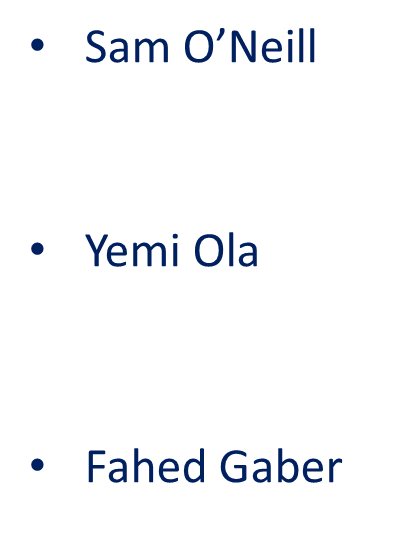 • Sam O’Neill
• Yemi Ola
• Fahed Gaber